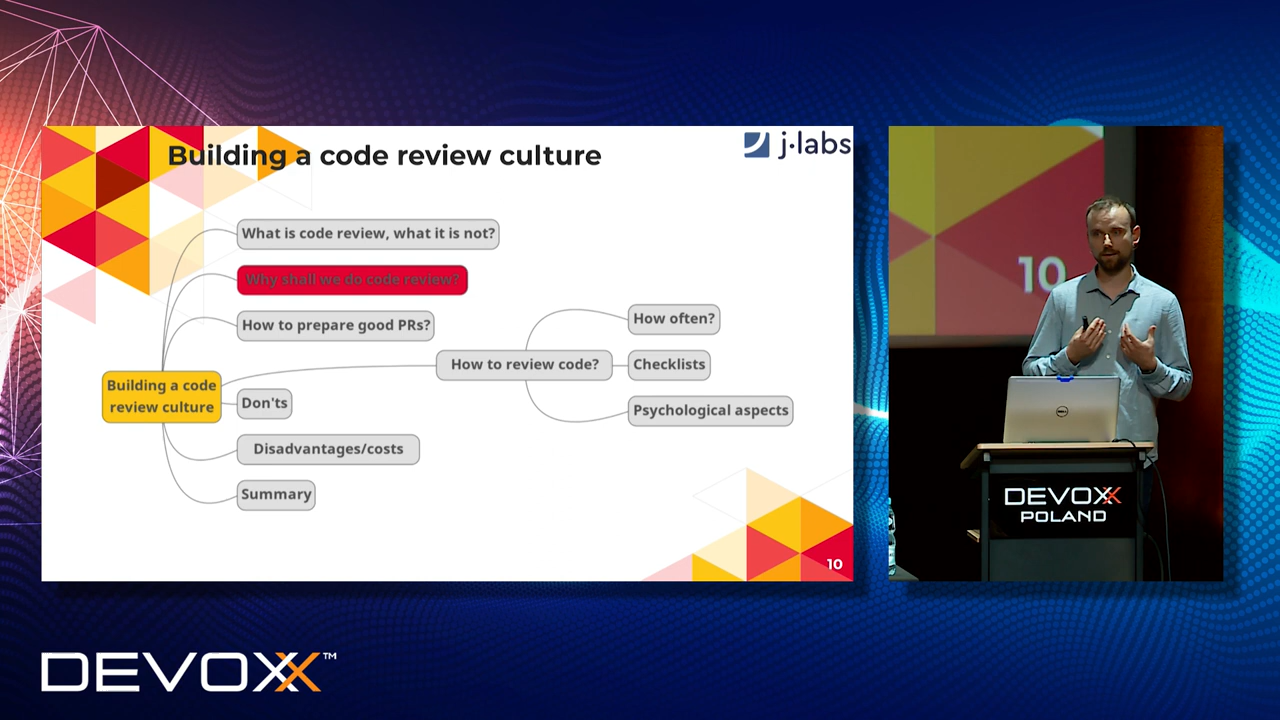 Building a code review culture
j·labs
What is code review, what it is not?
Why shall we do code review?
How to prepare good PRs?
How often?
How to review code?
Checklists
Building a code
review culture
Don'ts
Psychological aspects
Disadvantages/costs
Summary
10
10
DELL
DEVOXX
POLAND
DEVOXX™